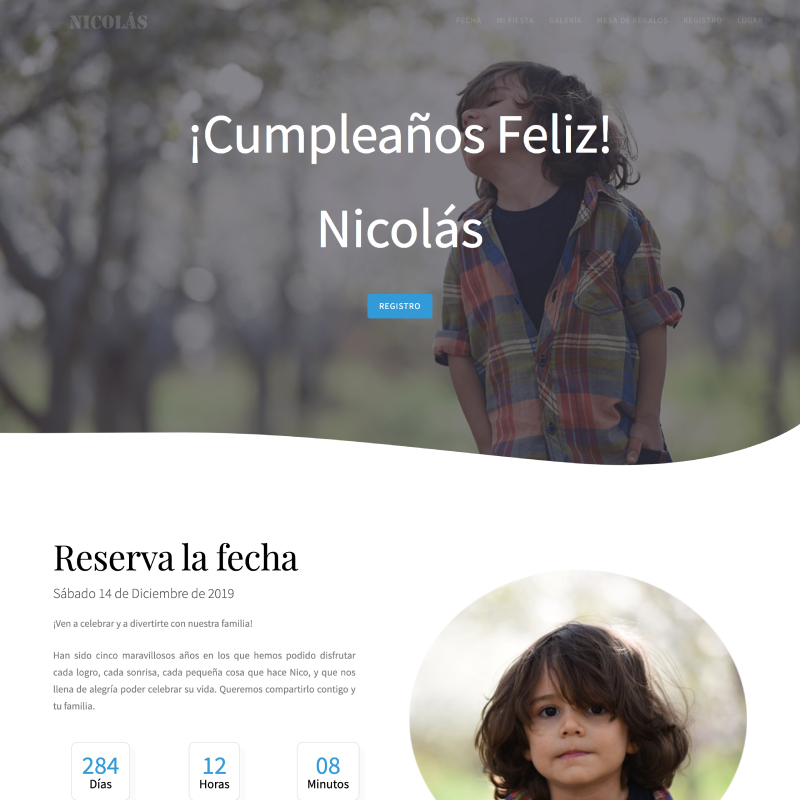 NICOLÁS
FECHA MI FIESTA GALERÍA MESA DE REGALOS REGISTRO LUGAR
¡Cumpleaños Feliz!
Nicolás
REGISTRO
Reserva la fecha
Sábado 14 de Diciembre de 2019
¡Ven a celebrar y a divertirte con nuestra familia!
Han sido cinco maravillosos años en los que hemos podido disfrutar
cada logro, cada sonrisa, cada pequeña cosa que hace Nico, y que nos
llena de alegría poder celebrar su vida. Queremos compartirlo contigo y
tu familia.
284 12 08
Días Horas Minutos